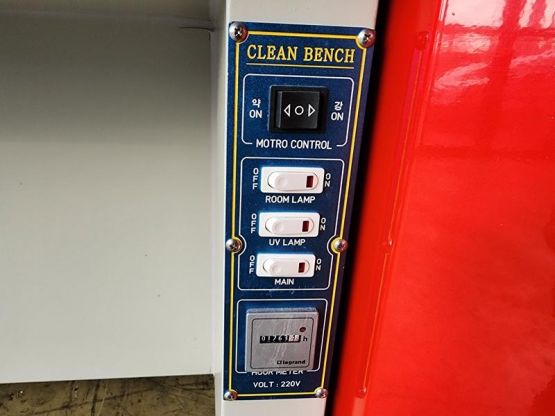 CLEAN BENCH
약 ON
강 ON
MOTRO CONTROL
OFF
ON
ROOM LAMP
OFF
ON
UV LAMP
OFF
ON
MAIN
h
legrand
HOUR METER
VOLT : 220V